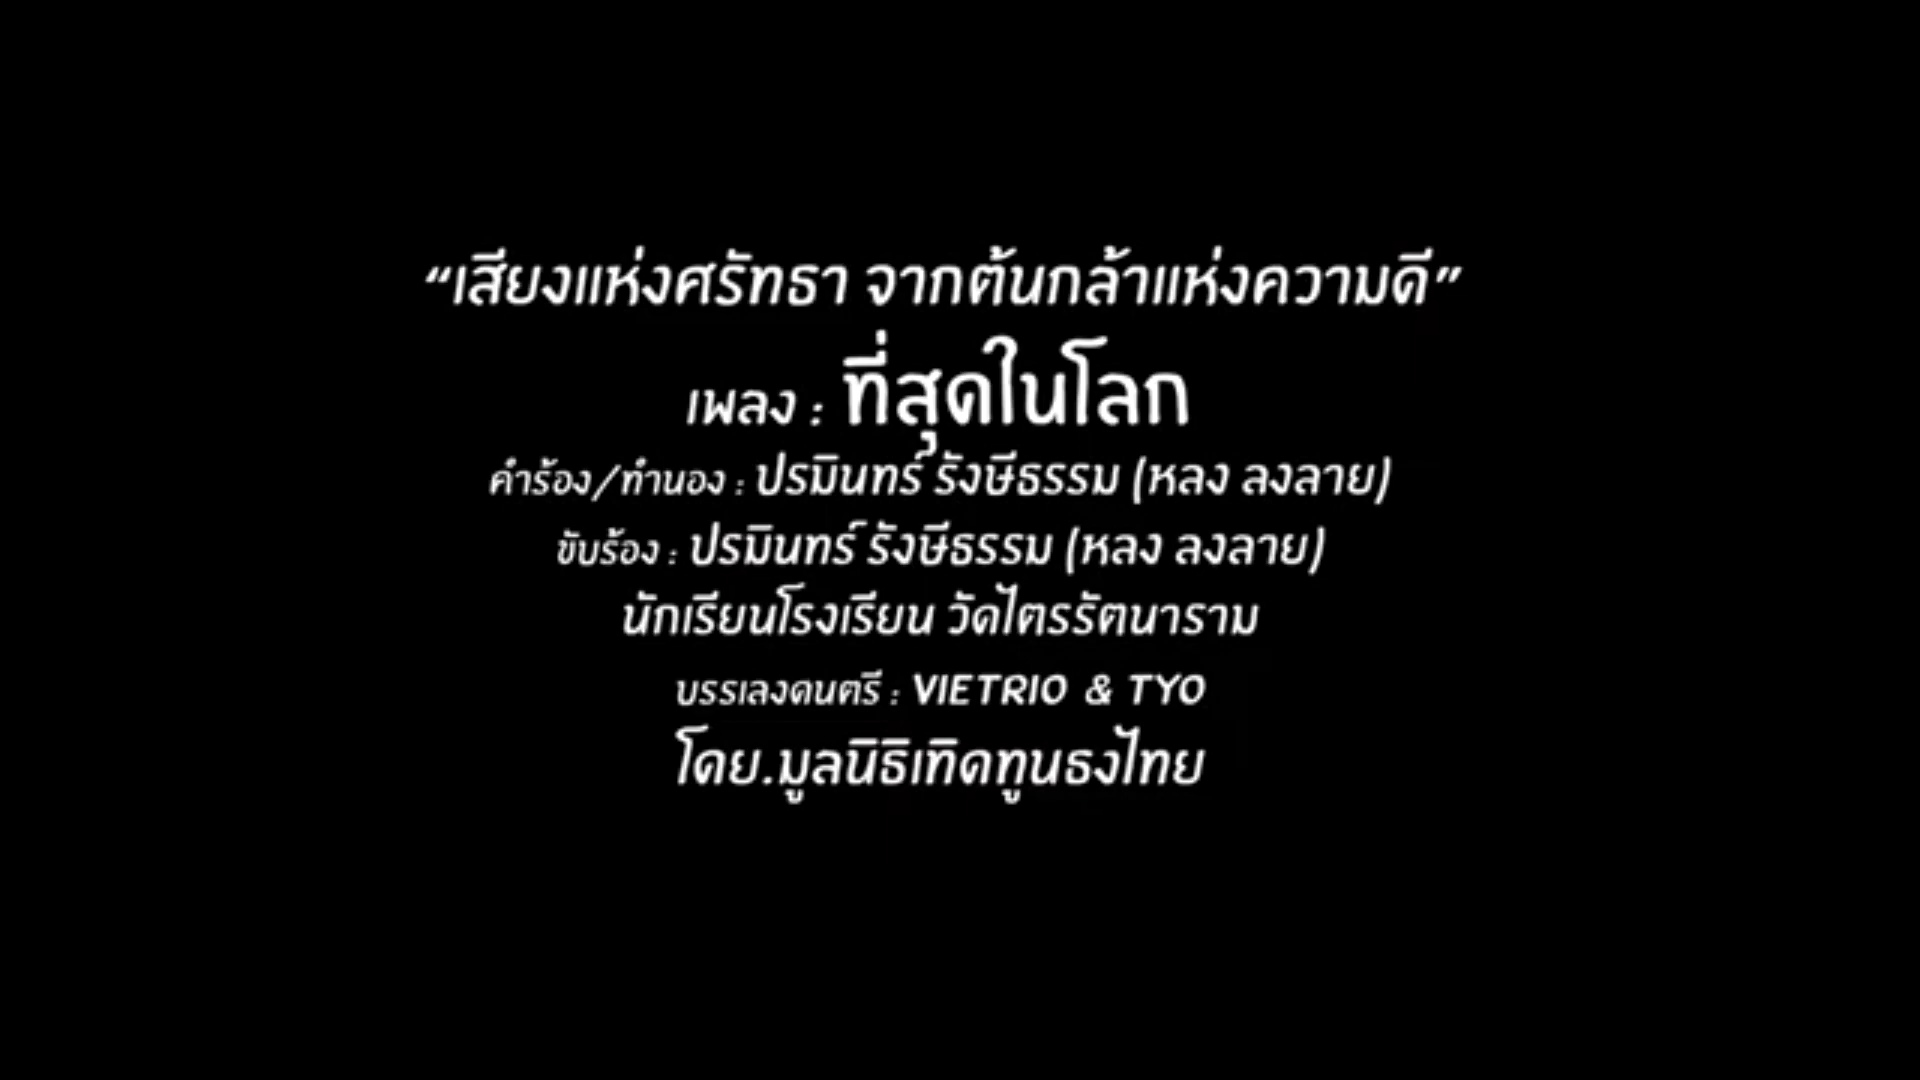 “เสียงแห่งศรัทธา จากต้นกล้าแห่งความดี”
เพลง : ที่สุดในโลก
คำร้อง/ทำนอง : ปรมินทร์ รังษีธรรม (หลง ลงลาย)
ขับร้อง : ปรมินทร์ รังษีธรรม (หลง ลงลาย)
นักเรียนโรงเรียน วัดไตรรัตนาราม
บรรเลงดนตรี : VIETRIO & TYO
โดย.มูลนิธิเทิดทูนธงไทย